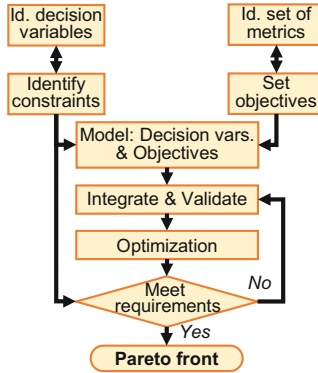 Id. decision
variables
Id. set of
metrics
Identify
constraints
Set
objectives
Model: Decision vars.
& Objectives
Integrate & Validate
Optimization
No
Meet
requirements
Yes
Pareto front